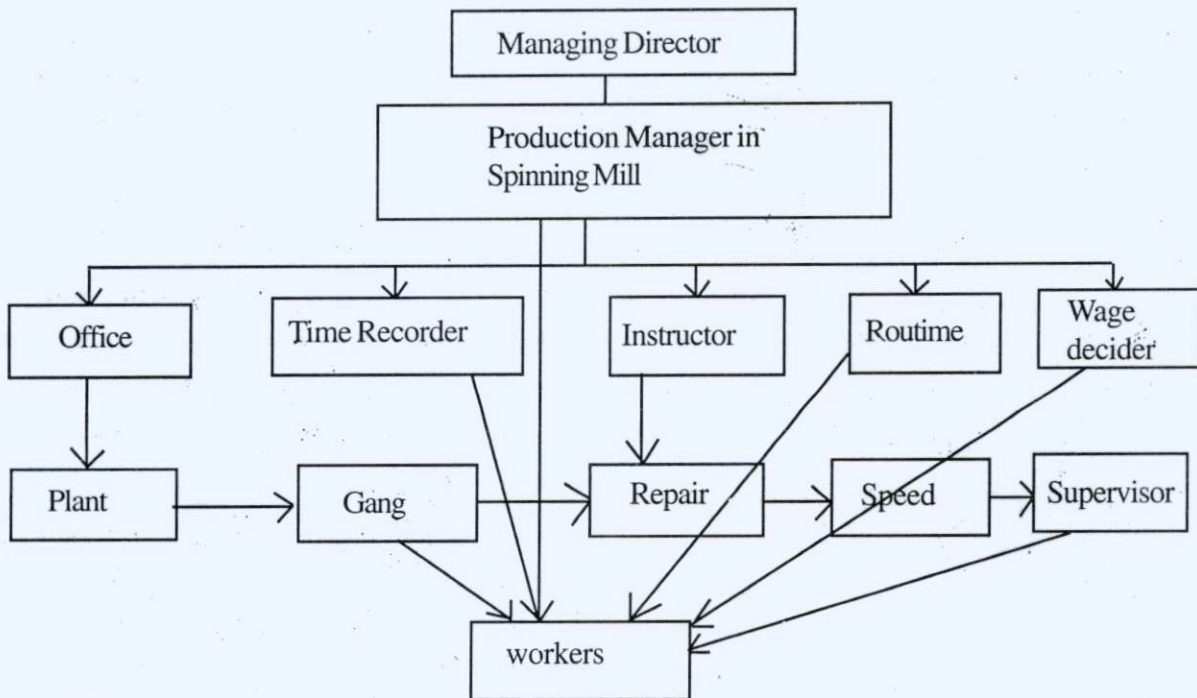 Managing Director
Production Manager in
Spinning Mill
Office
Time Recorder
Instructor
Routime
Wage
decider
Plant
Gang
Repair
Speed
Supervisor
workers